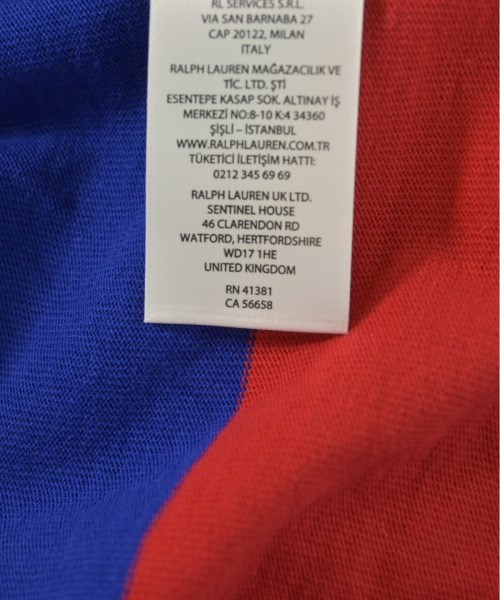 RL SERVICES S.R.L.
VIA SAN BARNABA 27
CAP 20122, MILAN
ITALY
RALPH LAUREN MAĞAZACILIK VE
TİC. LTD. ŞTİ
ESENTEPE KASAP SOK. ALTINAY İŞ
MERKEZİ NO:8-10 K:4 34360
ŞİŞLİ – İSTANBUL
WWW.RALPHLAUREN.COM.TR
TÜKETİCİ İLETİŞİM HATTI:
0212 345 69 69
RALPH LAUREN UK LTD.
SENTINEL HOUSE
46 CLARENDON RD
WATFORD, HERTFORDSHIRE
WD17 1HE
UNITED KINGDOM
RN 41381
CA 56658